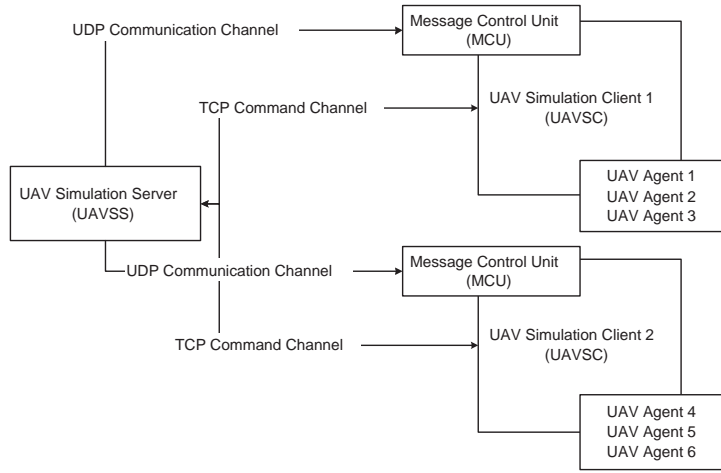 UDP Communication Channel
Message Control Unit
(MCU)
TCP Command Channel
UAV Simulation Client 1
(UAVSC)
UAV Simulation Server
(UAVSS)
UAV Agent 1
UAV Agent 2
UAV Agent 3
UDP Communication Channel
Message Control Unit
(MCU)
TCP Command Channel
UAV Simulation Client 2
(UAVSC)
UAV Agent 4
UAV Agent 5
UAV Agent 6